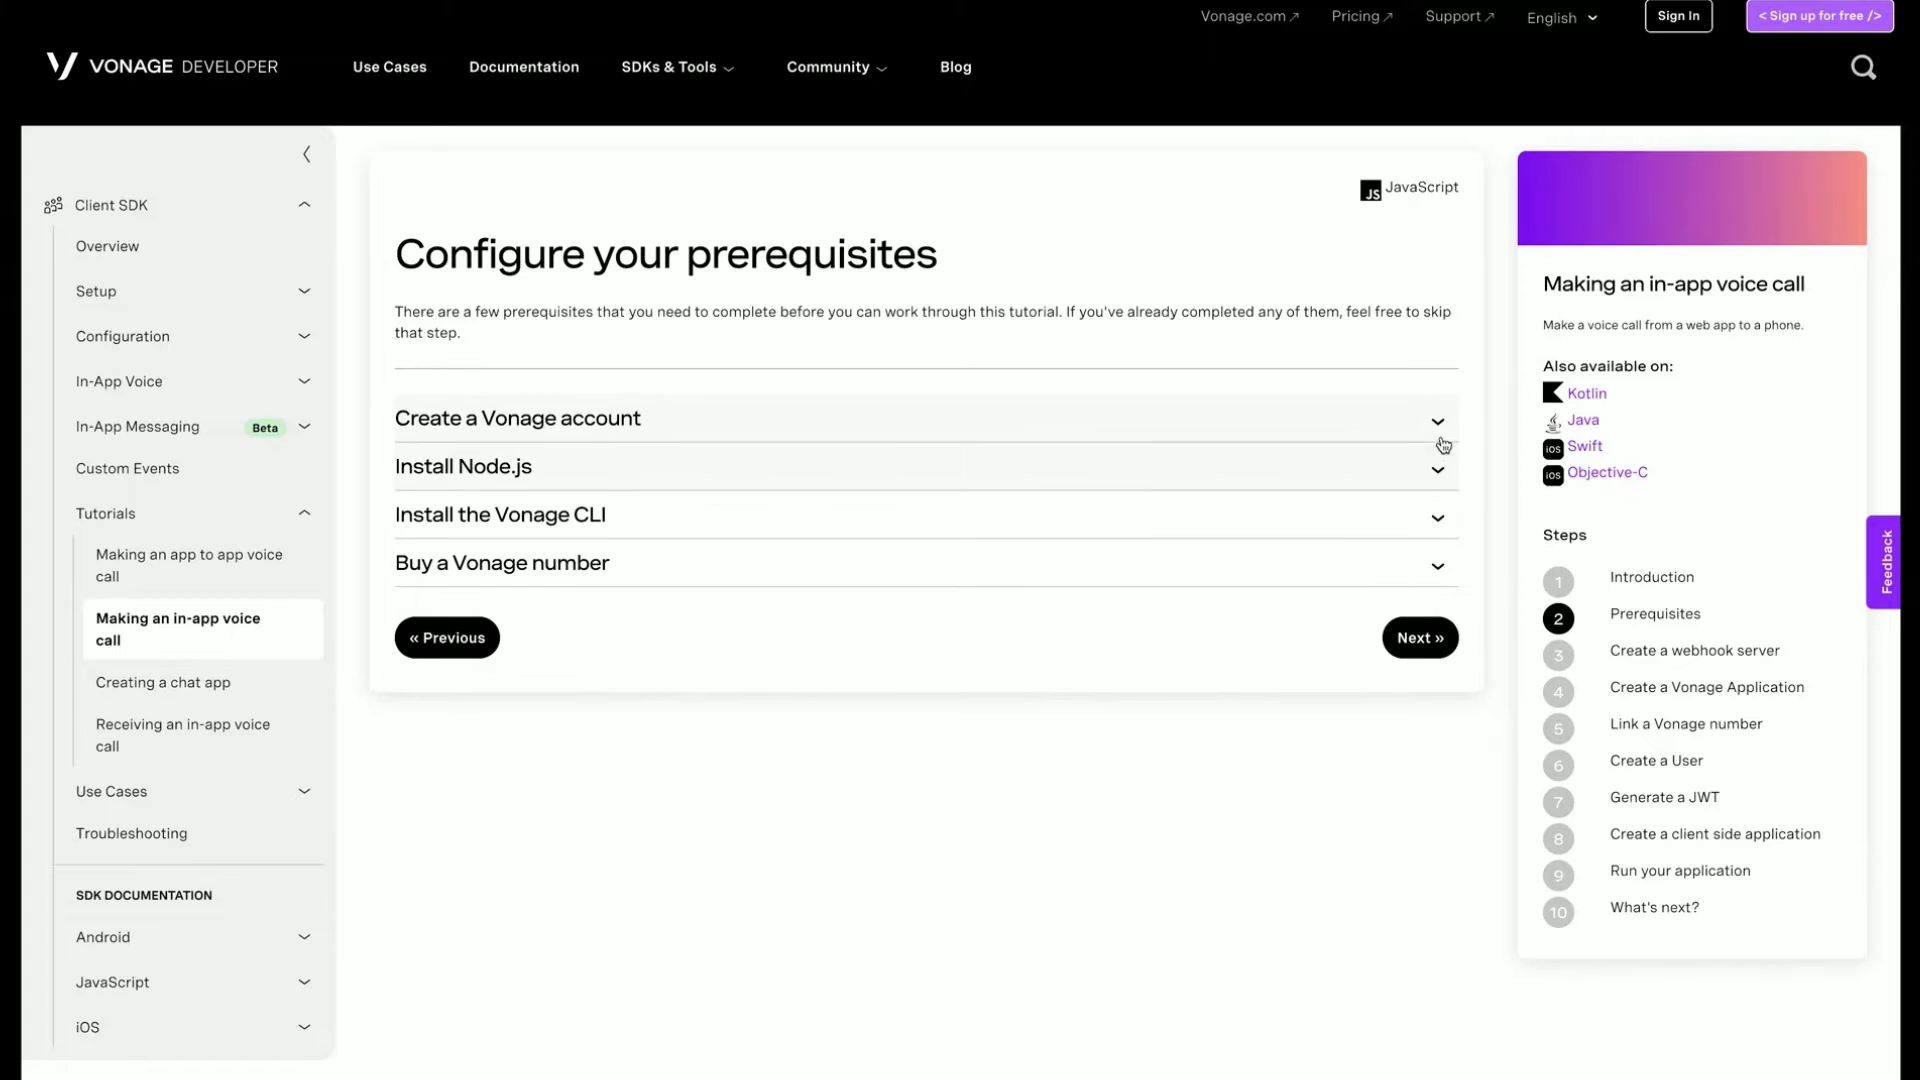 Vonage.com
Pricing
Support
English
Sign In
< Sign up for free />
VONAGE DEVELOPER
Use Cases
Documentation
SDKs & Tools
Community
Blog
Client SDK
Overview
Setup
Configuration
In-App Voice
In-App Messaging
Beta
Custom Events
Tutorials
Making an app to app voice
call
Making an in-app voice
call
Creating a chat app
Receiving an in-app voice
call
Use Cases
Troubleshooting
SDK DOCUMENTATION
Android
JavaScript
iOS
JS JavaScript
Configure your prerequisites
There are a few prerequisites that you need to complete before you can work through this tutorial. If you've already completed any of them, feel free to skip
that step.
Create a Vonage account
Install Node.js
Install the Vonage CLI
Buy a Vonage number
« Previous
Next »
Making an in-app voice call
Make a voice call from a web app to a phone.
Also available on:
Kotlin
Java
iOS Swift
iOS Objective-C
Steps
1 Introduction
2 Prerequisites
3 Create a webhook server
4 Create a Vonage Application
5 Link a Vonage number
6 Create a User
7 Generate a JWT
8 Create a client side application
9 Run your application
10 What's next?
Feedback